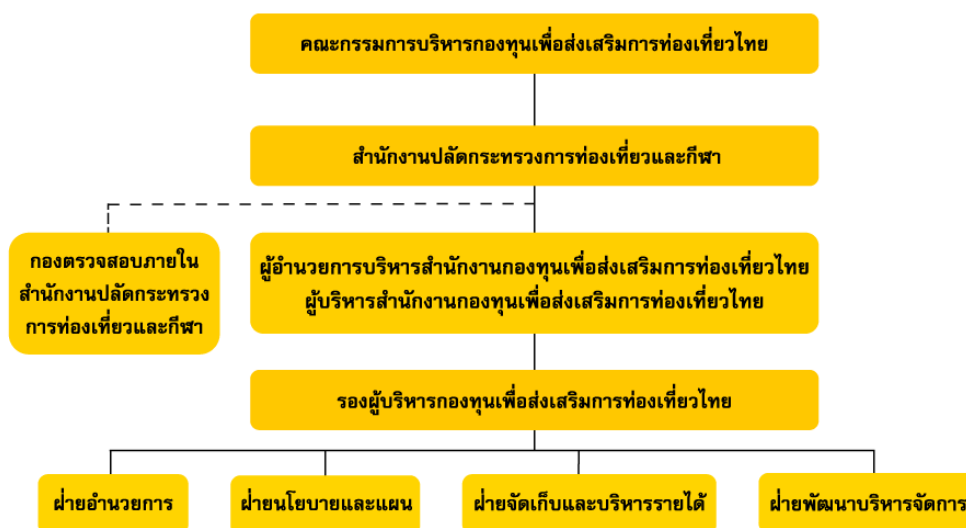 คณะกรรมการบริหารกองทุนเพื่อส่งเสริมการท่องเที่ยวไทย
สำนักงานปลัดกระทรวงการท่องเที่ยวและกีฬา
กองตรวจสอบภายใน
สำนักงานปลัดกระทรวง
การท่องเที่ยวและกีฬา
ผู้อำนวยการบริหารสำนักงานกองทุนเพื่อส่งเสริมการท่องเที่ยวไทย
ผู้บริหารสำนักงานกองทุนเพื่อส่งเสริมการท่องเที่ยวไทย
รองผู้บริหารกองทุนเพื่อส่งเสริมการท่องเที่ยวไทย
ฝ่ายอำนวยการ
ฝ่ายนโยบายและแผน
ฝ่ายจัดเก็บและบริหารรายได้
ฝ่ายพัฒนาบริหารจัดการ